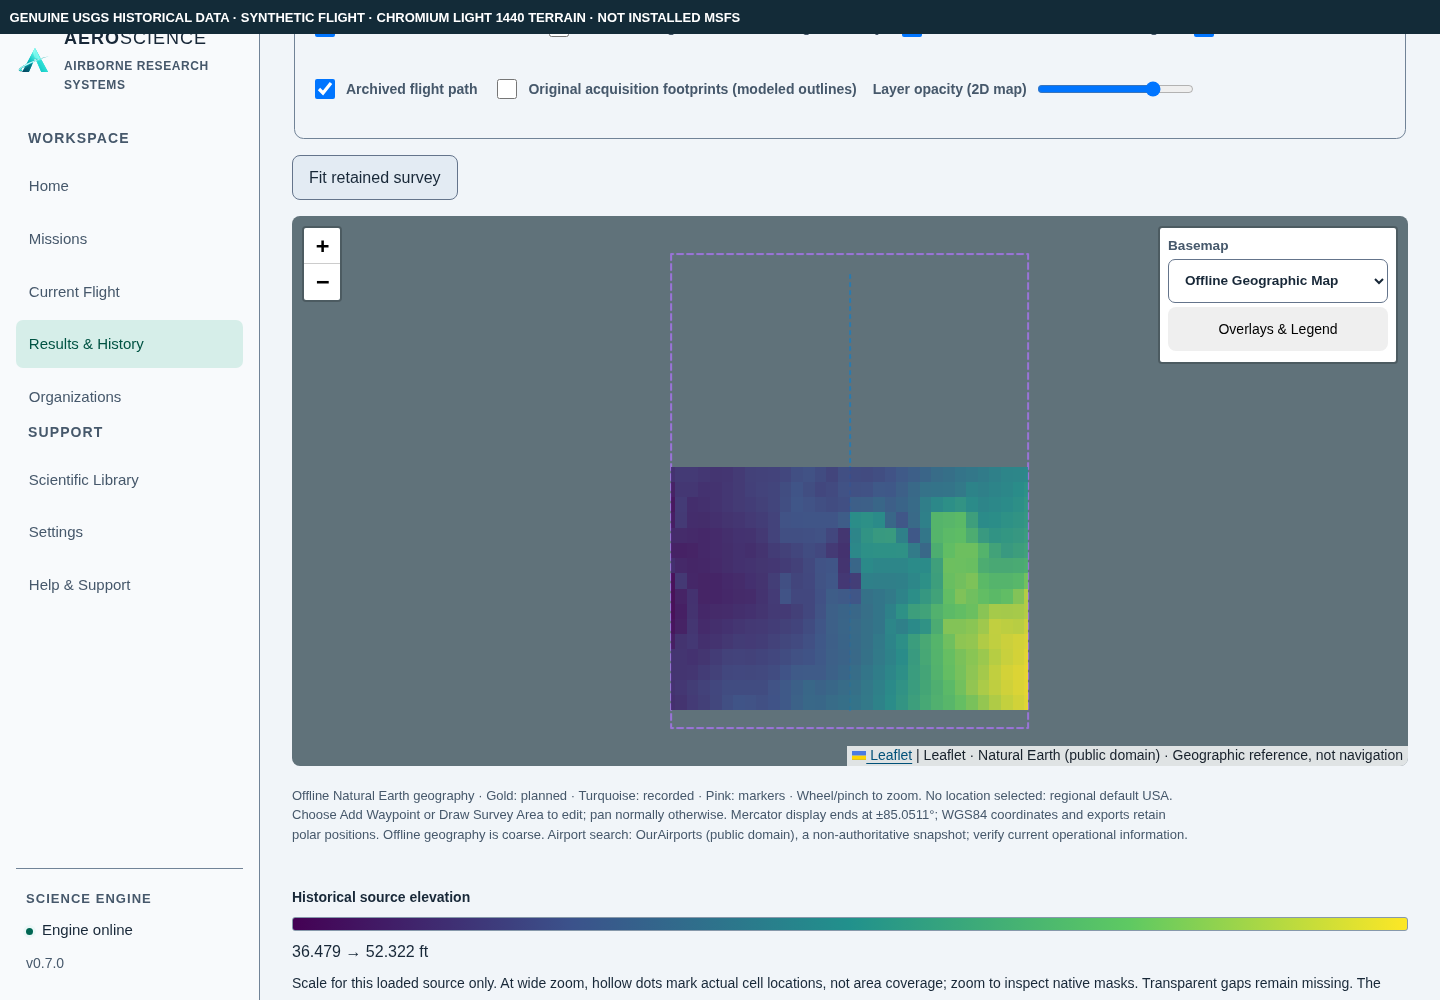 GENUINE USGS HISTORICAL DATA · SYNTHETIC FLIGHT · CHROMIUM LIGHT 1440 TERRAIN · NOT INSTALLED MSFS
AEROSCIENCE
AIRBORNE RESEARCH
SYSTEMS
WORKSPACE
Home
Missions
Current Flight
Results & History
Organizations
SUPPORT
Scientific Library
Settings
Help & Support
SCIENCE ENGINE
Engine online
v0.7.0
Archived flight path
Original acquisition footprints (modeled outlines)
Layer opacity (2D map)
Fit retained survey
+
−
Basemap
Offline Geographic Map
Overlays & Legend
Leaflet | Leaflet · Natural Earth (public domain) · Geographic reference, not navigation
Offline Natural Earth geography · Gold: planned · Turquoise: recorded · Pink: markers · Wheel/pinch to zoom. No location selected: regional default USA.
Choose Add Waypoint or Draw Survey Area to edit; pan normally otherwise. Mercator display ends at ±85.0511°; WGS84 coordinates and exports retain
polar positions. Offline geography is coarse. Airport search: OurAirports (public domain), a non-authoritative snapshot; verify current operational information.
Historical source elevation
36.479 → 52.322 ft
Scale for this loaded source only. At wide zoom, hollow dots mark actual cell locations, not area coverage; zoom to inspect native masks. Transparent gaps remain missing. The